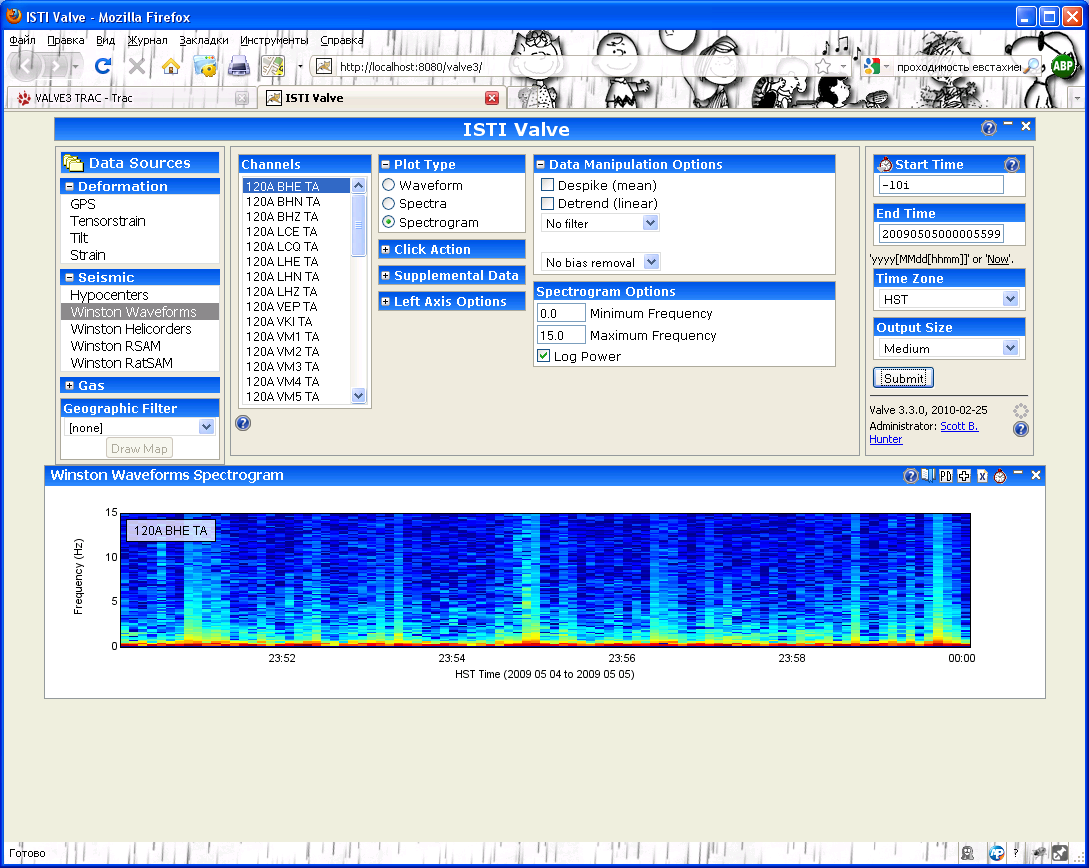 ISTI Valve - Mozilla Firefox
Файл Правка Вид Журнал Закладки Инструменты Справка
http://localhost:8080/valve3/
проходимость евстахиеi
ABP
VALVE3 TRAC - Trac
ISTI Valve
ISTI Valve
Data Sources
Deformation
GPS
Tensorstrain
Tilt
Strain
Seismic
Hypocenters
Winston Waveforms
Winston Helicorders
Winston RSAM
Winston RatSAM
Gas
Geographic Filter
[none]
Draw Map
Channels
120A BHE TA
120A BHN TA
120A BHZ TA
120A LCE TA
120A LCQ TA
120A LHE TA
120A LHN TA
120A LHZ TA
120A VEP TA
120A VKI TA
120A VM1 TA
120A VM2 TA
120A VM3 TA
120A VM4 TA
120A VM5 TA
Plot Type
Waveform
Spectra
Spectrogram
Click Action
Supplemental Data
Left Axis Options
Data Manipulation Options
Despike (mean)
Detrend (linear)
No filter
No bias removal
Spectrogram Options
0.0 Minimum Frequency
15.0 Maximum Frequency
Log Power
Start Time
-10i
End Time
20090505000005599
'yyyy[MMdd[hhmm]]' or 'Now'.
Time Zone
HST
Output Size
Medium
Submit
Valve 3.3.0, 2010-02-25
Administrator: Scott B.
Hunter
Winston Waveforms Spectrogram
PD
x
120A BHE TA
Frequency (Hz)
15
10
5
0
23:52 23:54 23:56 23:58 00:00
HST Time (2009 05 04 to 2009 05 05)
Готово
?